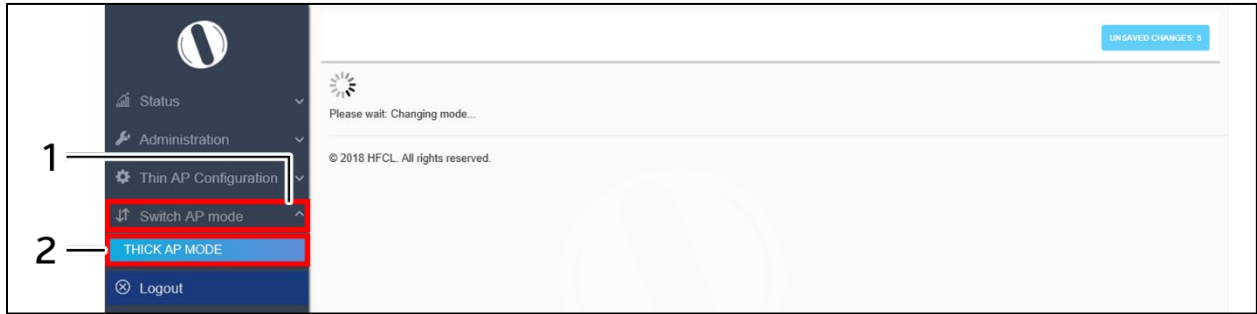 UNSAVED CHANGES: 5
Status
Administration
Thin AP Configuration
Switch AP mode
THICK AP MODE
Logout
1
2
Please wait: Changing mode...
© 2018 HFCL. All rights reserved.